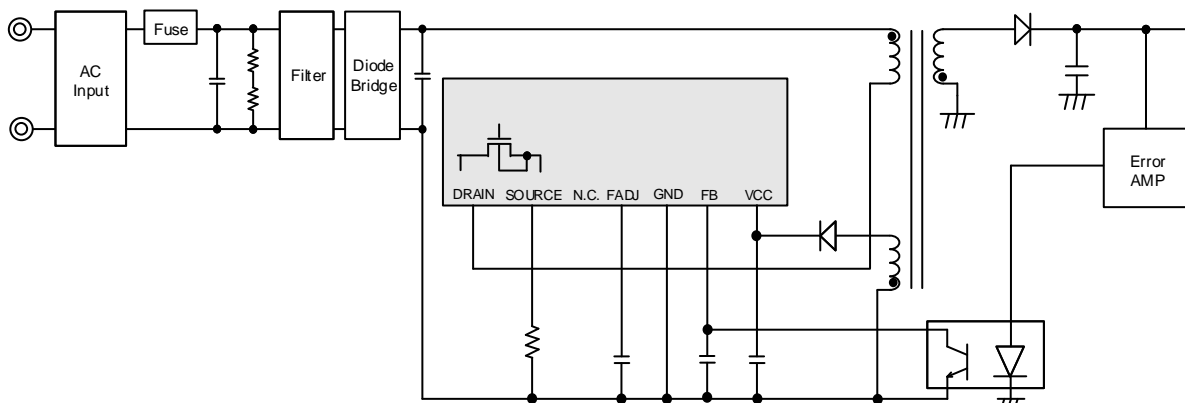 Fuse
AC
Input
Filter
Diode
Bridge
DRAIN SOURCE N.C. FADJ GND FB VCC
Error
AMP